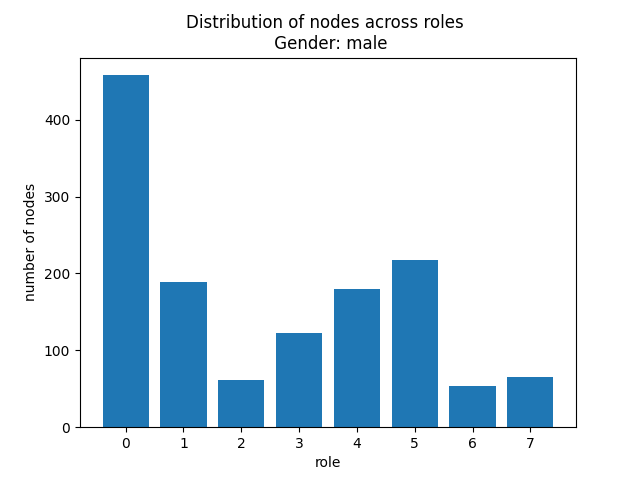 Distribution of nodes across roles
Gender: male
number of nodes
400
300
200
100
0
0 1 2 3 4 5 6 7
role